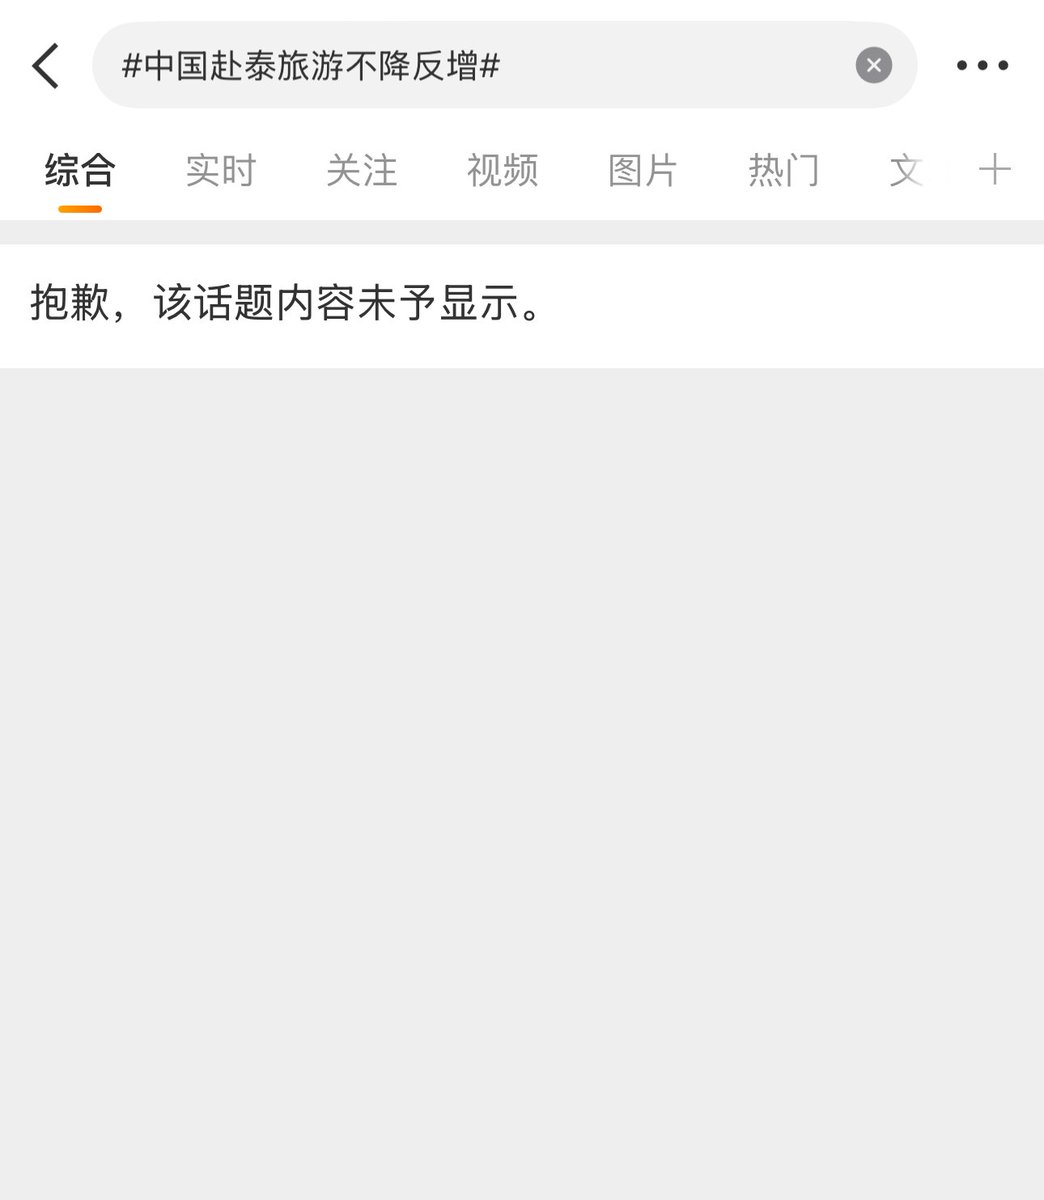 #中国赴泰旅游不降反增#
综合 实时 关注 视频 图片 热门 文
抱歉，该话题内容未予显示。